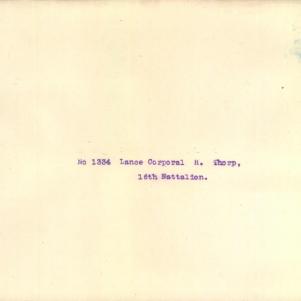 No 1334 Lance Corporal R. Thorp,
16th Battalion.